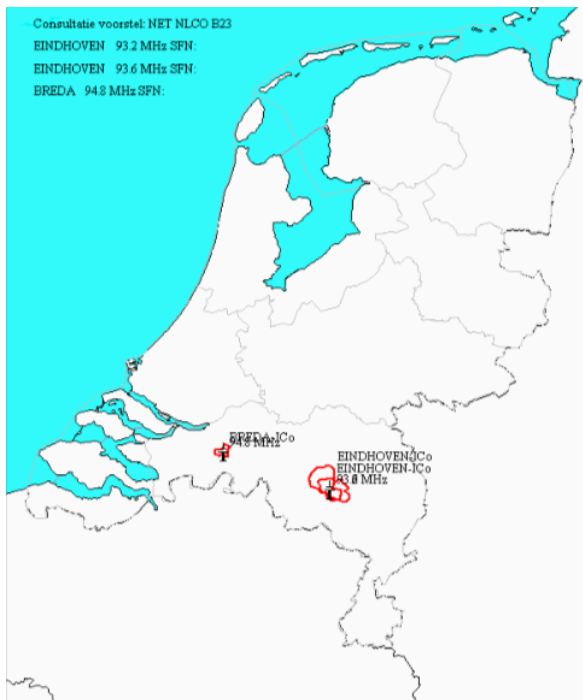 Consultatie voorstel: NET NLCO B23
EINDHOVEN 93.2 MHz SFN:
EINDHOVEN 93.6 MHz SFN:
BREDA 94.8 MHz SFN:
BREDA-ICo
94.8 MHz
EINDHOVEN-ICo
EINDHOVEN-ICo
MHz